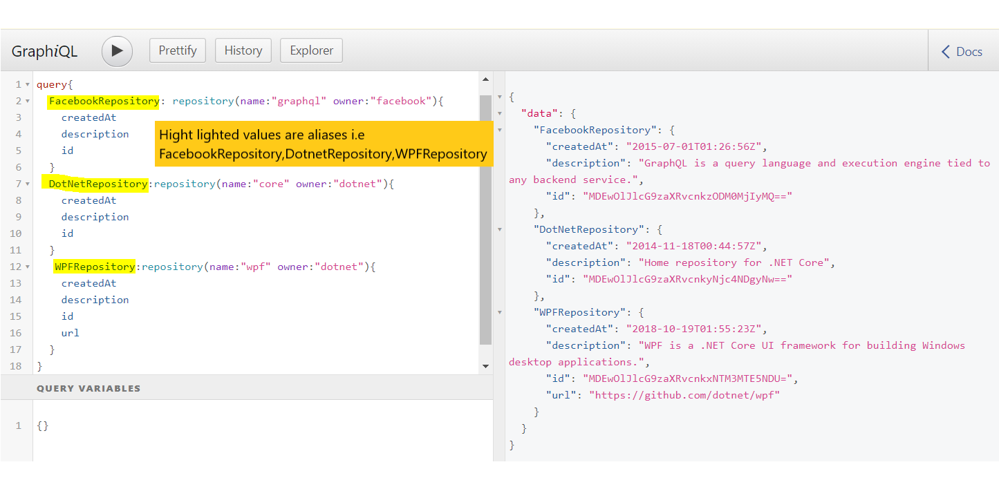 GraphiQL
Prettify
History
Explorer
Docs
1 query{
2 FacebookRepository: repository(name:"graphql" owner:"facebook"){
3 createdAt
4 description
5 id
6 }
7 DotNetRepository:repository(name:"core" owner:"dotnet"){
8 createdAt
9 description
10 id
11 }
12 WPFRepository:repository(name:"wpf" owner:"dotnet"){
13 createdAt
14 description
15 id
16 url
17 }
18 }
Hight lighted values are aliases i.e
FacebookRepository,DotnetRepository,WPFRepository
QUERY VARIABLES
1 {}
{
"data": {
"FacebookRepository": {
"createdAt": "2015-07-01T01:26:56Z",
"description": "GraphQL is a query language and execution engine tied to
any backend service.",
"id": "MDEwOlJlcG9zaXRvcnkzODM0MjIyMQ=="
},
"DotNetRepository": {
"createdAt": "2014-11-18T00:44:57Z",
"description": "Home repository for .NET Core",
"id": "MDEwOlJlcG9zaXRvcnkyNjc4NDgyNw=="
},
"WPFRepository": {
"createdAt": "2018-10-19T01:55:23Z",
"description": "WPF is a .NET Core UI framework for building Windows
desktop applications.",
"id": "MDEwOlJlcG9zaXRvcnkxNTM3MTE5NDU=",
"url": "https://github.com/dotnet/wpf"
}
}
}